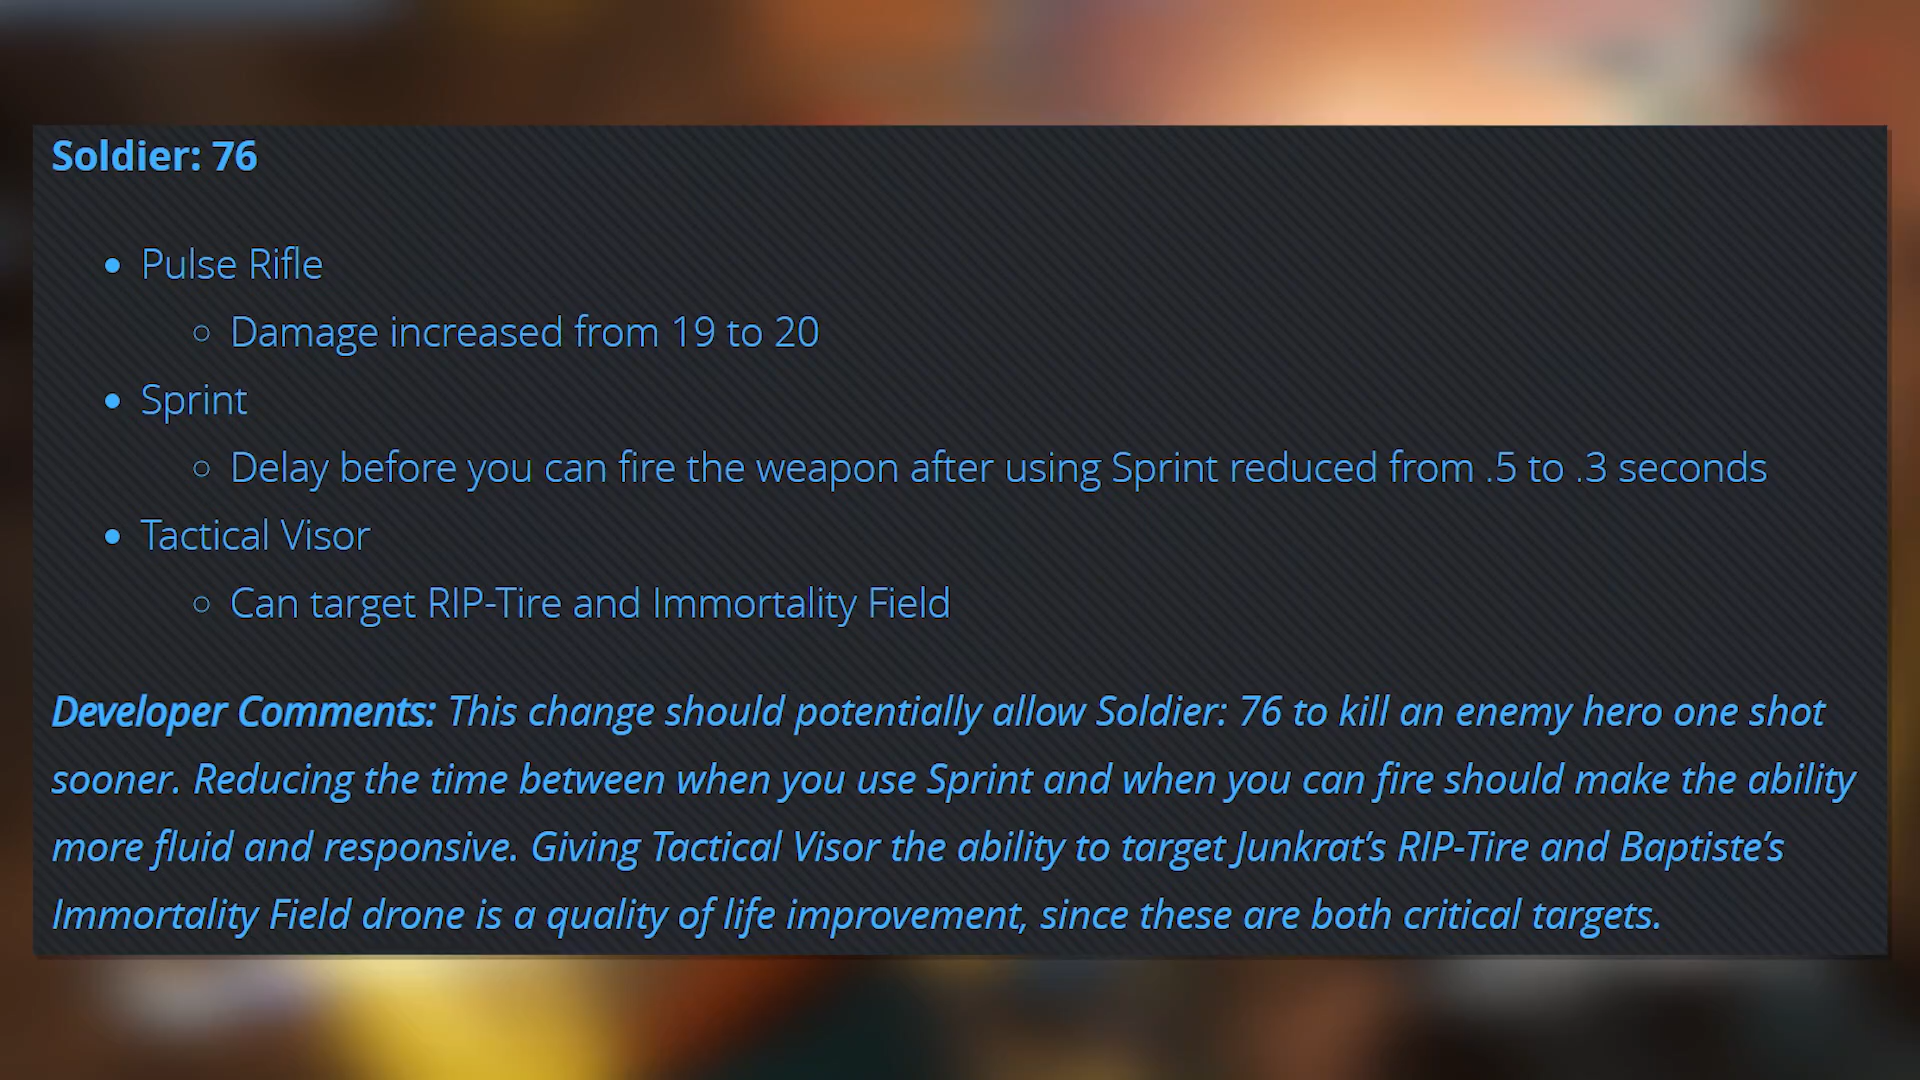 Soldier: 76
• Pulse Rifle
○ Damage increased from 19 to 20
• Sprint
○ Delay before you can fire the weapon after using Sprint reduced from .5 to .3 seconds
• Tactical Visor
○ Can target RIP-Tire and Immortality Field
Developer Comments: This change should potentially allow Soldier: 76 to kill an enemy hero one shot
sooner. Reducing the time between when you use Sprint and when you can fire should make the ability
more fluid and responsive. Giving Tactical Visor the ability to target Junkrat’s RIP-Tire and Baptiste’s
Immortality Field drone is a quality of life improvement, since these are both critical targets.